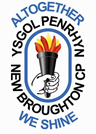 ALTOGETHER
YSGOL PENRHYN
NEW BROUGHTON CP
WE SHINE